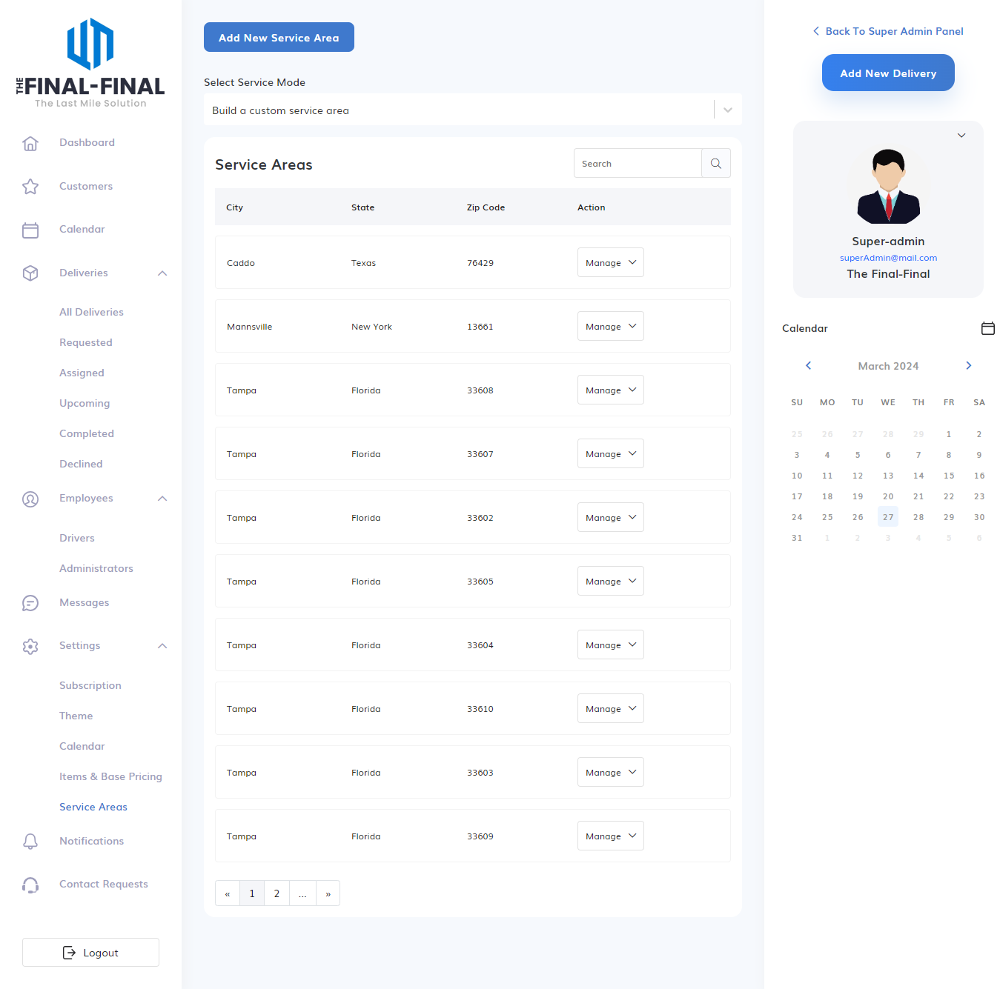 THE FINAL-FINAL
The Last Mile Solution
Dashboard
Customers
Calendar
Deliveries
All Deliveries
Requested
Assigned
Upcoming
Completed
Declined
Employees
Drivers
Administrators
Messages
Settings
Subscription
Theme
Calendar
Items & Base Pricing
Service Areas
Notifications
Contact Requests
Logout
Add New Service Area
Select Service Mode
Build a custom service area
Service Areas
Search
City State Zip Code Action
Caddo Texas 76429 Manage
Mannsville New York 13661 Manage
Tampa Florida 33608 Manage
Tampa Florida 33607 Manage
Tampa Florida 33602 Manage
Tampa Florida 33605 Manage
Tampa Florida 33604 Manage
Tampa Florida 33610 Manage
Tampa Florida 33603 Manage
Tampa Florida 33609 Manage
« 1 2 ... »
Back To Super Admin Panel
Add New Delivery
Super-admin
superAdmin@mail.com
The Final-Final
Calendar
March 2024
SU MO TU WE TH FR SA
25 26 27 28 29 1 2
3 4 5 6 7 8 9
10 11 12 13 14 15 16
17 18 19 20 21 22 23
24 25 26 27 28 29 30
31 1 2 3 4 5 6